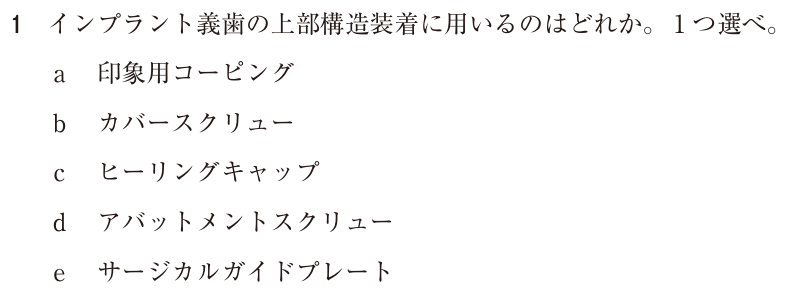 1 インプラント義歯の上部構造装着に用いるのはどれか。１つ選べ。
a 印象用コーピング
b カバースクリュー
c ヒーリングキャップ
d アバットメントスクリュー
e サージカルガイドプレート